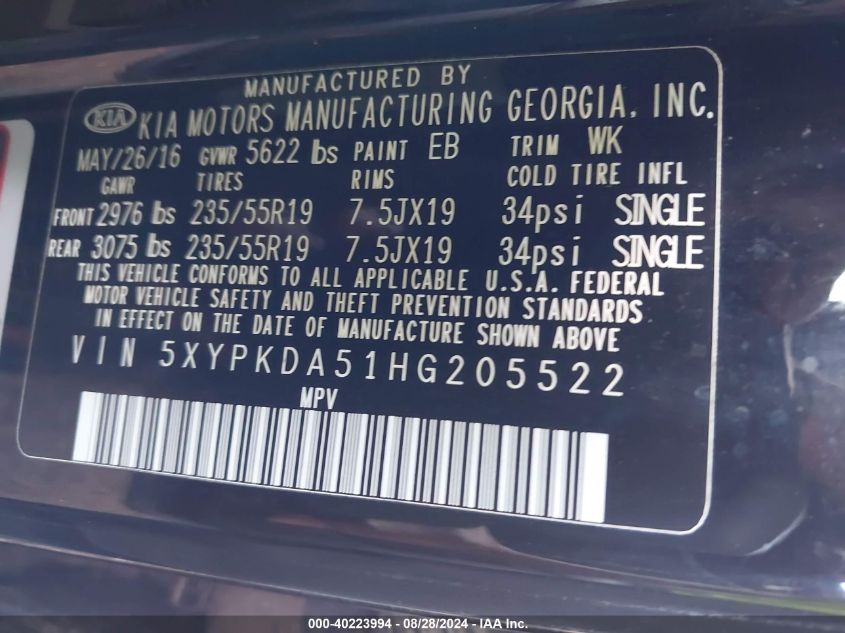 MANUFACTURED BY
KIA KIA MOTORS MANUFACTURING GEORGIA, INC.
MAY/26/16 GVWR 5622 lbs PAINT EB TRIM WK
GAWR TIRES RIMS COLD TIRE INFL
FRONT 2976 lbs 235/55R19 7.5JX19 34psi SINGLE
REAR 3075 lbs 235/55R19 7.5JX19 34psi SINGLE
THIS VEHICLE CONFORMS TO ALL APPLICABLE U.S.A. FEDERAL
MOTOR VEHICLE SAFETY AND THEFT PREVENTION STANDARDS
IN EFFECT ON THE DATE OF MANUFACTURE SHOWN ABOVE
VIN 5XYPKDA51HG205522
MPV
000-40223994 - 08/28/2024 - IAA Inc.